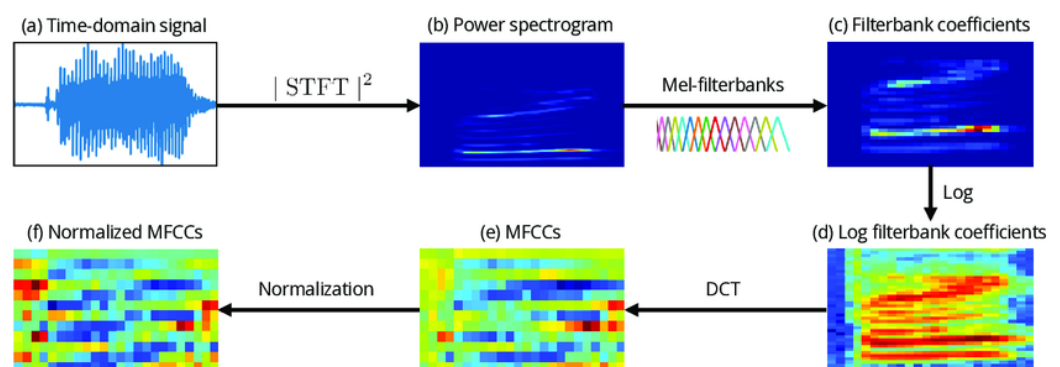 (a) Time-domain signal
(b) Power spectrogram
(c) Filterbank coefficients
| STFT |²
Mel-filterbanks
Log
(f) Normalized MFCCs
(e) MFCCs
(d) Log filterbank coefficients
Normalization
DCT